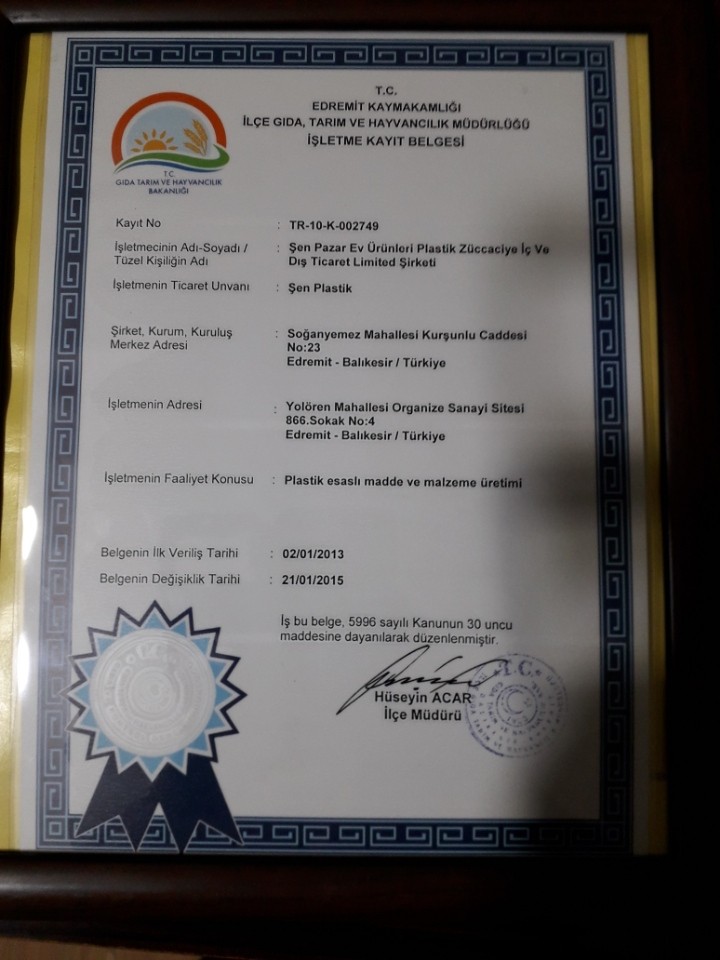 T.C.
EDREMİT KAYMAKAMLIĞI
İLÇE GIDA, TARIM VE HAYVANCILIK MÜDÜRLÜĞÜ
İŞLETME KAYIT BELGESİ
T.C.
GIDA TARIM VE HAYVANCILIK
BAKANLIĞI
Kayıt No : TR-10-K-002749
İşletmecinin Adı-Soyadı / : Şen Pazar Ev Ürünleri Plastik Züccaciye İç Ve
Tüzel Kişiliğin Adı Dış Ticaret Limited Şirketi
İşletmenin Ticaret Unvanı : Şen Plastik
Şirket, Kurum, Kuruluş : Soğanyemez Mahallesi Kurşunlu Caddesi
Merkez Adresi No:23
Edremit - Balıkesir / Türkiye
İşletmenin Adresi : Yolören Mahallesi Organize Sanayi Sitesi
866.Sokak No:4
Edremit - Balıkesir / Türkiye
İşletmenin Faaliyet Konusu : Plastik esaslı madde ve malzeme üretimi
Belgenin İlk Veriliş Tarihi : 02/01/2013
Belgenin Değişiklik Tarihi : 21/01/2015
İş bu belge, 5996 sayılı Kanunun 30 uncu
maddesine dayanılarak düzenlenmiştir.
Hüseyin ACAR
İlçe Müdürü
T.C.